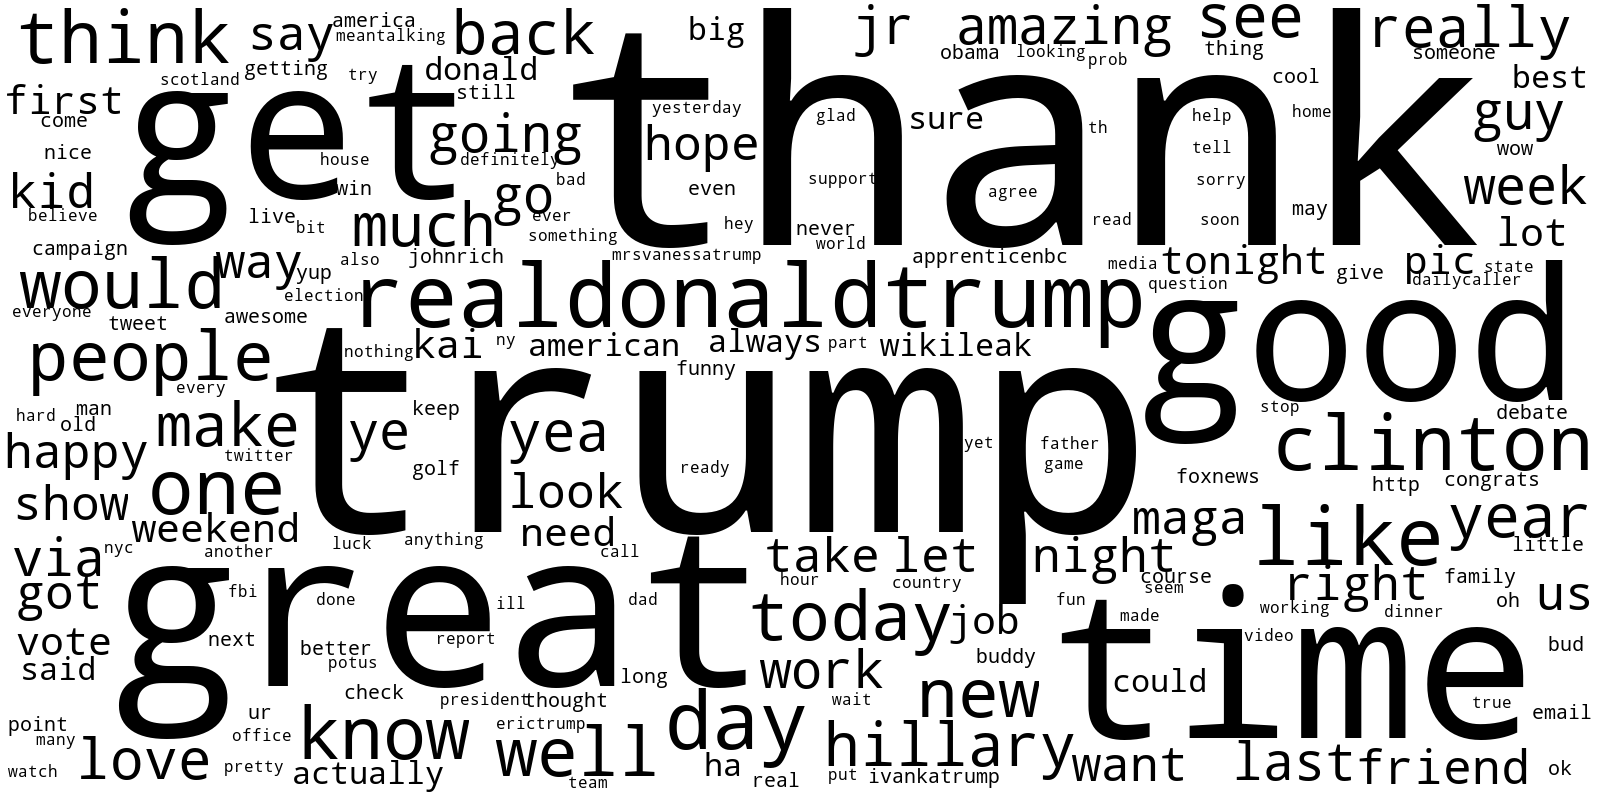 think
say
america
meantalking
back
big
jr
amazing
see
really
obama
looking
prob
thing
someone
scotland
getting
try
donald
still
cool
best
first
get
thank
guy
come
yesterday
glad
sure
th
help
home
nice
house
going
definitely
hope
tell
wow
kid
win
go
bad
even
support
agree
sorry
week
believe
live
bit
much
ever
something
hey
never
world
read
soon
may
lot
campaign
way
yup
also
johnrich
mrsvanessatrump
apprenticenbc
media
tonight
give
pic
state
would
election
realdonaldtrump
question
dailycaller
everyone
tweet
awesome
good
people
nothing
kai
ny
american
always
part
wikileak
every
trump
funny
hard
man
old
make
ye
keep
yea
stop
debate
happy
twitter
golf
ready
yet
father
game
clinton
one
look
foxnews
http
congrats
show
weekend
need
maga
like
year
via
nyc
another
luck
anything
call
take
let
night
little
got
fbi
done
ill
dad
hour
country
course
seem
right
family
us
great
fun
made
working
dinner
oh
vote
next
better
report
today
job
time
video
bud
said
potus
long
work
buddy
could
check
president
thought
wait
new
true
email
point
many
ur
office
know
erictrump
well
day
hillary
watch
love
pretty
actually
team
ha
real
put
ivankatrump
want
last
friend
ok